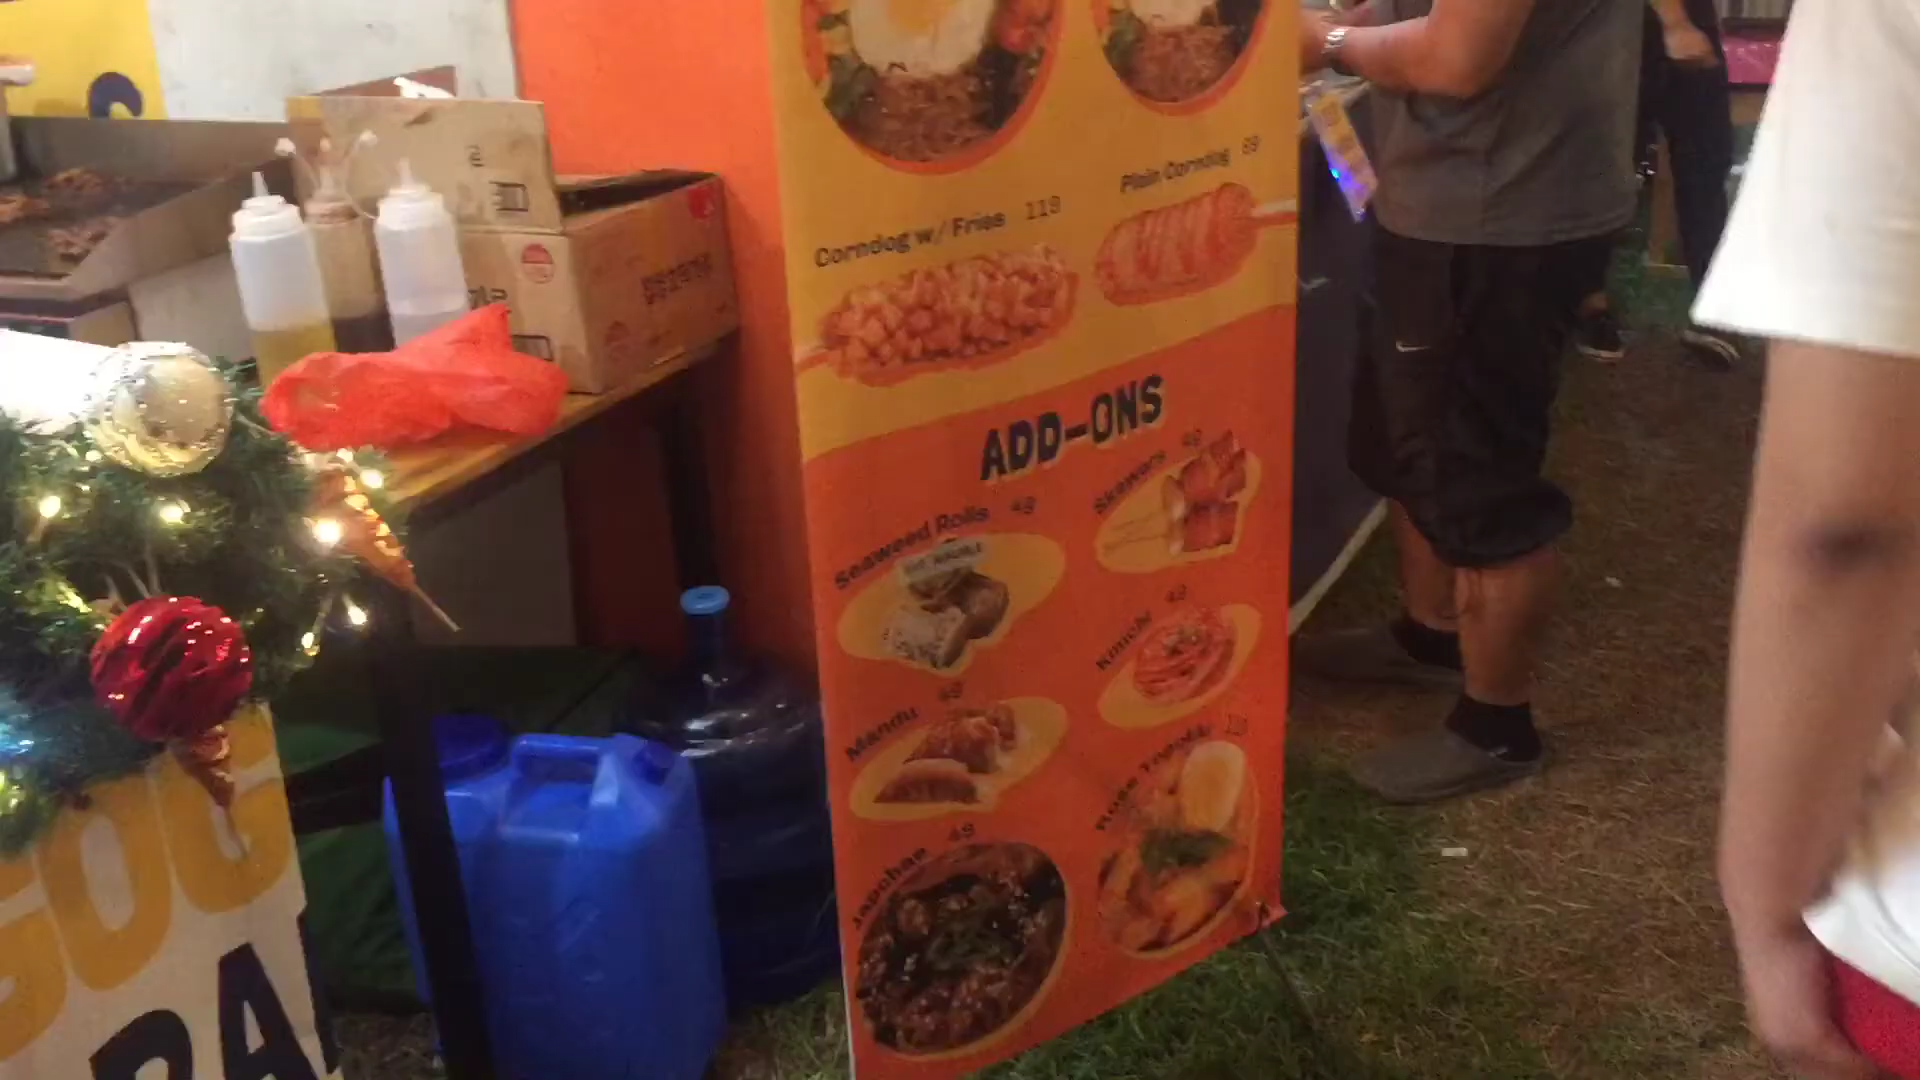 Corndog w/ Fries 119
Plain Corndog 89
ADD-ONS
Seaweed Rolls 49
Skewers 49
Mandu 49
Kimchi 49
Japchae 49